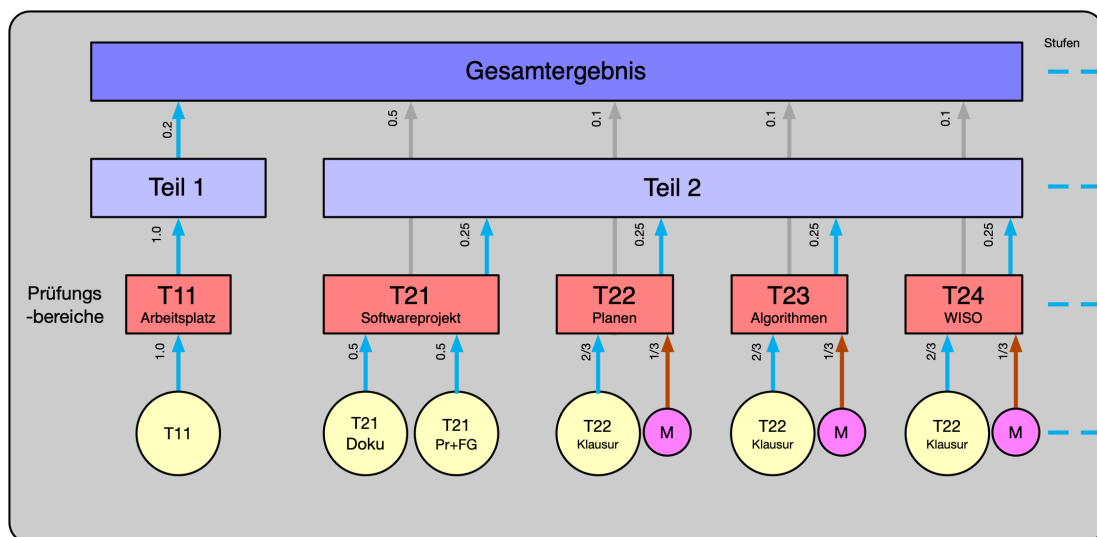 Stufen
Gesamtergebnis
0.2
0.5
0.1
0.1
0.1
Teil 1
Teil 2
1.0
0.25
0.25
0.25
0.25
Prüfungs
-bereiche
T11
Arbeitsplatz
T21
Softwareprojekt
T22
Planen
T23
Algorithmen
T24
WISO
1.0
0.5
0.5
2/3
1/3
2/3
1/3
2/3
1/3
T11
T21
Doku
T21
Pr+FG
T22
Klausur
M
T22
Klausur
M
T22
Klausur
M